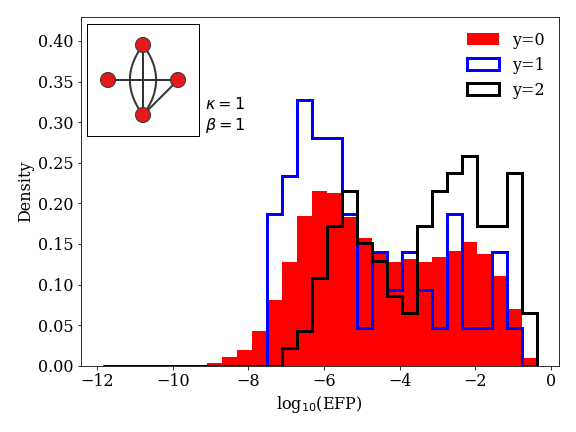 κ = 1
β = 1
y=0
y=1
y=2
0.40
0.35
0.30
0.25
0.20
0.15
0.10
0.05
0.00
Density
−12 −10 −8 −6 −4 −2 0
log₁₀(EFP)